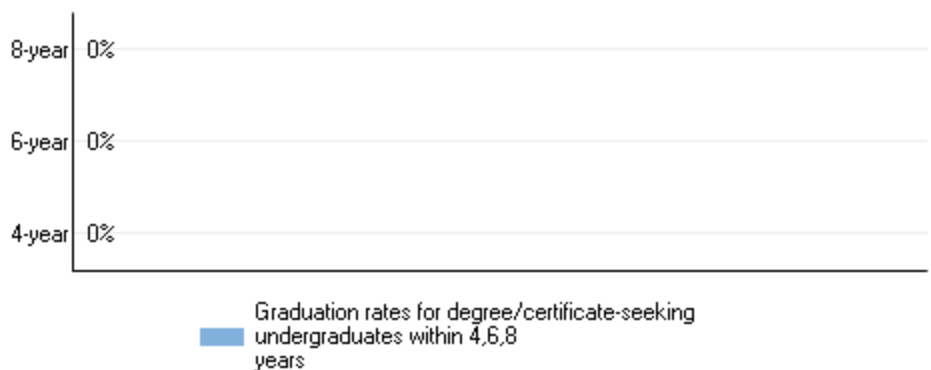 8-year 0%
6-year 0%
4-year 0%
Graduation rates for degree/certificate-seeking
undergraduates within 4,6,8
years